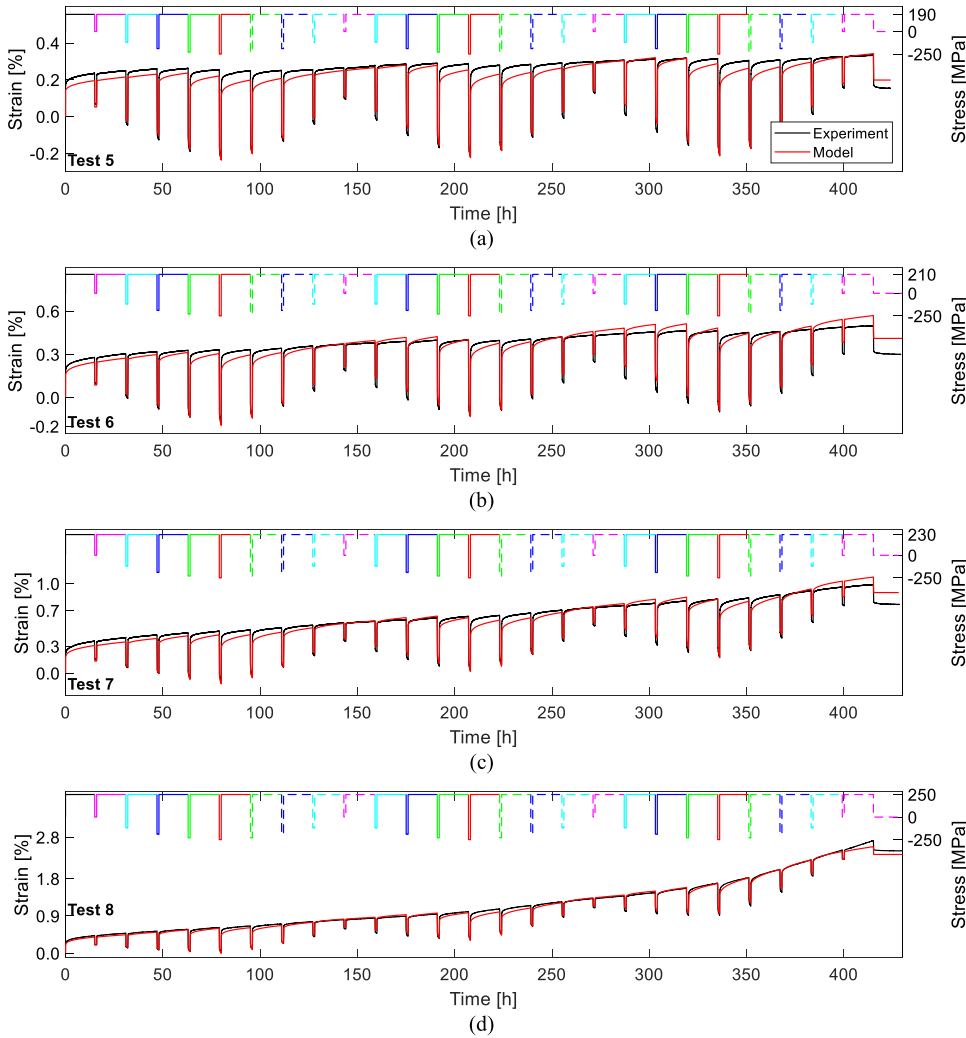 0.4
0.2
0.0
-0.2
Strain [%]
Test 5
190
0
-250
Stress [MPa]
Experiment
Model
0 50 100 150 200 250 300 350 400
Time [h]
(a)
0.6
0.3
0.0
-0.2
Strain [%]
Test 6
210
0
-250
Stress [MPa]
0 50 100 150 200 250 300 350 400
Time [h]
(b)
1.0
0.7
0.3
0.0
Strain [%]
Test 7
230
0
-250
Stress [MPa]
0 50 100 150 200 250 300 350 400
Time [h]
(c)
2.8
1.8
0.9
0.0
Strain [%]
Test 8
250
0
-250
Stress [MPa]
0 50 100 150 200 250 300 350 400
Time [h]
(d)